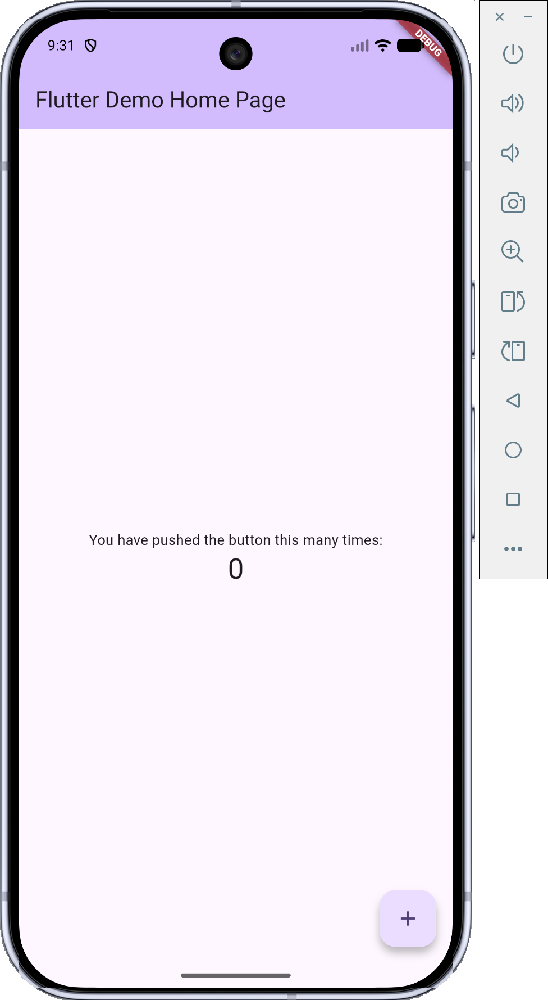 9:31
DEBUG
Flutter Demo Home Page
You have pushed the button this many times:
0